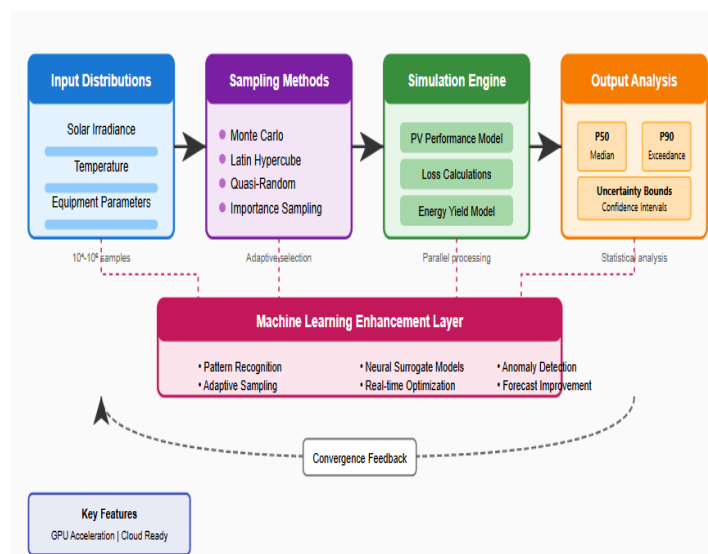 Input Distributions
Solar Irradiance
Temperature
Equipment Parameters
10⁴-10⁶ samples
Sampling Methods
Monte Carlo
Latin Hypercube
Quasi-Random
Importance Sampling
Adaptive selection
Simulation Engine
PV Performance Model
Loss Calculations
Energy Yield Model
Parallel processing
Output Analysis
P50
Median
P90
Exceedance
Uncertainty Bounds
Confidence Intervals
Statistical analysis
Machine Learning Enhancement Layer
• Pattern Recognition
• Adaptive Sampling
• Neural Surrogate Models
• Real-time Optimization
• Anomaly Detection
• Forecast Improvement
Convergence Feedback
Key Features
GPU Acceleration | Cloud Ready